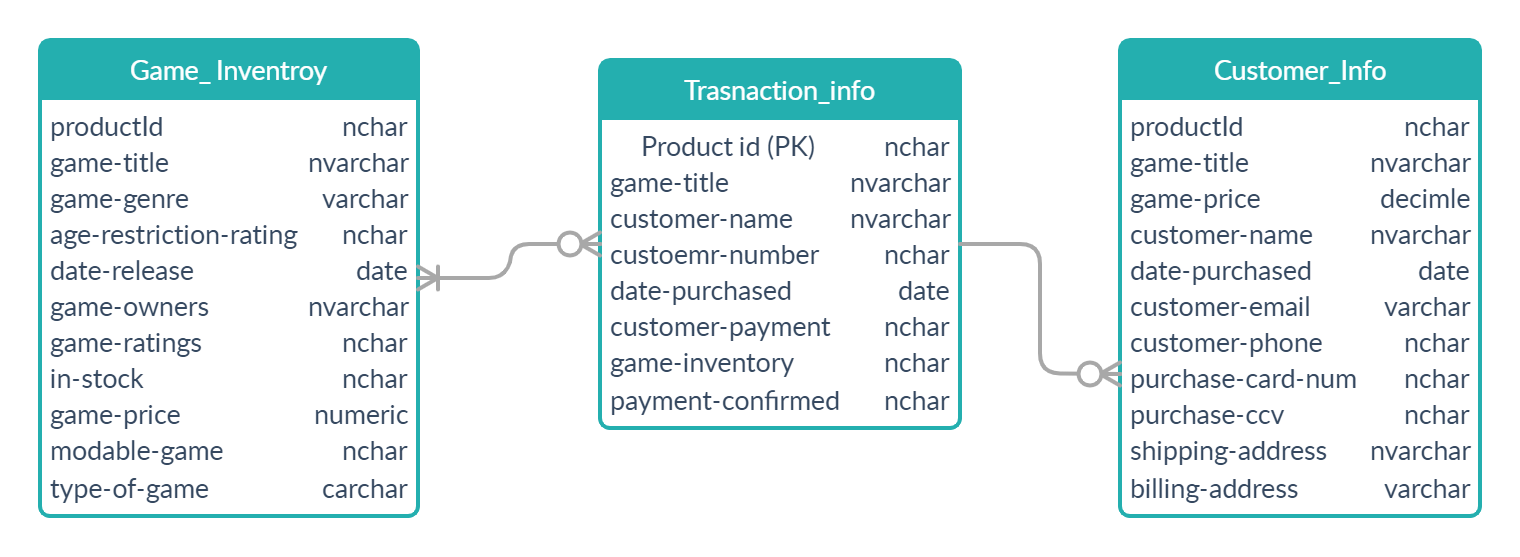 Game_ Inventroy
productId nchar
game-title nvarchar
game-genre varchar
age-restriction-rating nchar
date-release date
game-owners nvarchar
game-ratings nchar
in-stock nchar
game-price numeric
modable-game nchar
type-of-game carchar
Trasnaction_info
Product id (PK) nchar
game-title nvarchar
customer-name nvarchar
custoemr-number nchar
date-purchased date
customer-payment nchar
game-inventory nchar
payment-confirmed nchar
Customer_Info
productId nchar
game-title nvarchar
game-price decimle
customer-name nvarchar
date-purchased date
customer-email varchar
customer-phone nchar
purchase-card-num nchar
purchase-ccv nchar
shipping-address nvarchar
billing-address varchar